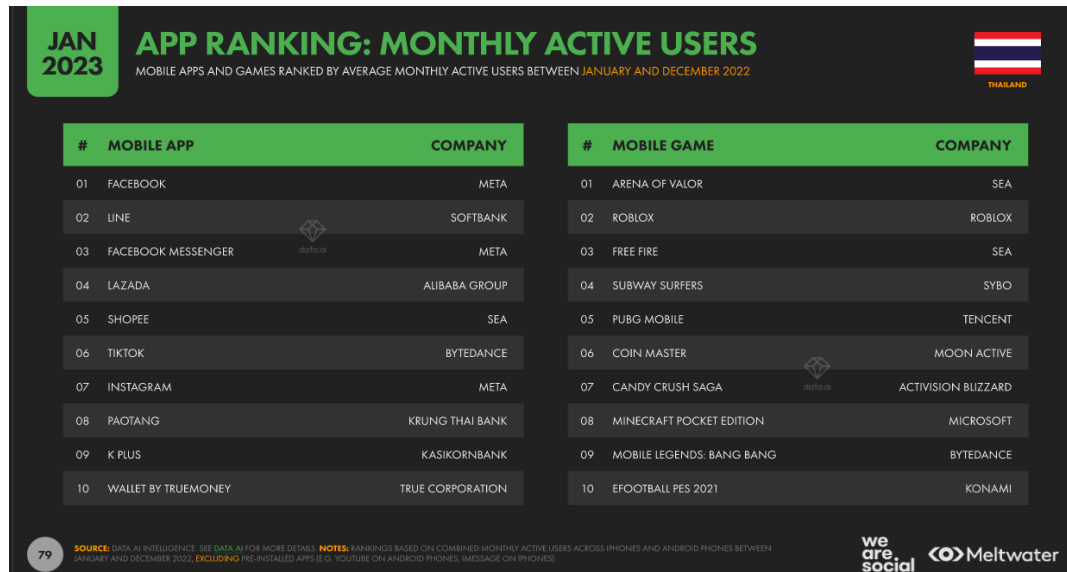 JAN
2023
APP RANKING: MONTHLY ACTIVE USERS
MOBILE APPS AND GAMES RANKED BY AVERAGE MONTHLY ACTIVE USERS BETWEEN JANUARY AND DECEMBER 2022
THAILAND
# MOBILE APP COMPANY
01 FACEBOOK META
02 LINE SOFTBANK
03 FACEBOOK MESSENGER META
04 LAZADA ALIBABA GROUP
05 SHOPEE SEA
06 TIKTOK BYTEDANCE
07 INSTAGRAM META
08 PAOTANG KRUNG THAI BANK
09 K PLUS KASIKORNBANK
10 WALLET BY TRUEMONEY TRUE CORPORATION
data.ai
# MOBILE GAME COMPANY
01 ARENA OF VALOR SEA
02 ROBLOX ROBLOX
03 FREE FIRE SEA
04 SUBWAY SURFERS SYBO
05 PUBG MOBILE TENCENT
06 COIN MASTER MOON ACTIVE
07 CANDY CRUSH SAGA ACTIVISION BLIZZARD
08 MINECRAFT POCKET EDITION MICROSOFT
09 MOBILE LEGENDS: BANG BANG BYTEDANCE
10 EFOOTBALL PES 2021 KONAMI
data.ai
79
SOURCE: DATA.AI INTELLIGENCE. SEE DATA.AI FOR MORE DETAILS. NOTES: RANKINGS BASED ON COMBINED MONTHLY ACTIVE USERS ACROSS IPHONES AND ANDROID PHONES BETWEEN
JANUARY AND DECEMBER 2022, EXCLUDING PRE-INSTALLED APPS (E.G. YOUTUBE ON ANDROID PHONES, IMESSAGE ON IPHONES).
we
are.
social
Meltwater